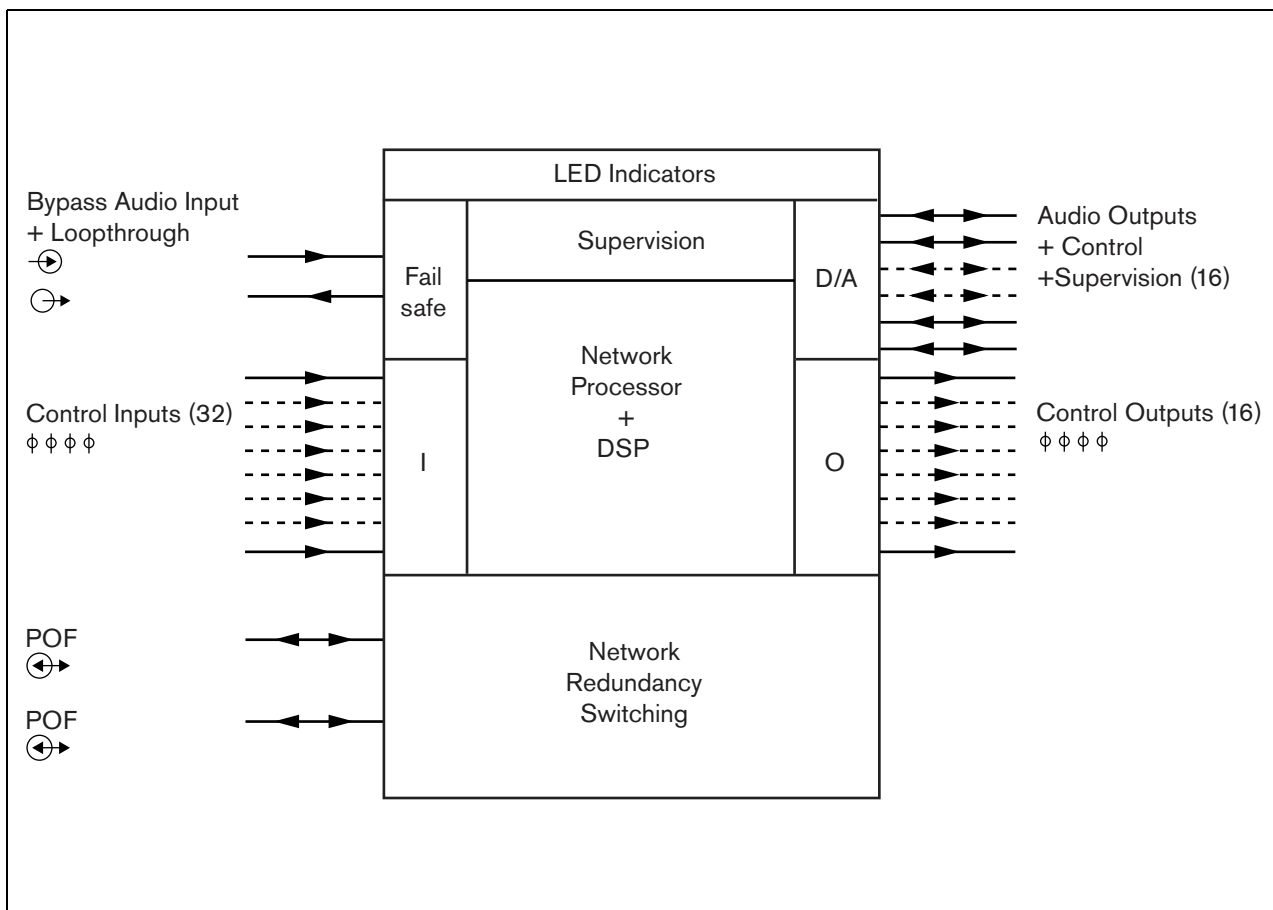 LED Indicators
Bypass Audio Input
+ Loopthrough
Fail
safe
Supervision
D/A
Audio Outputs
+ Control
+Supervision (16)
Control Inputs (32)
I
Network
Processor
+
DSP
O
Control Outputs (16)
POF
POF
Network
Redundancy
Switching